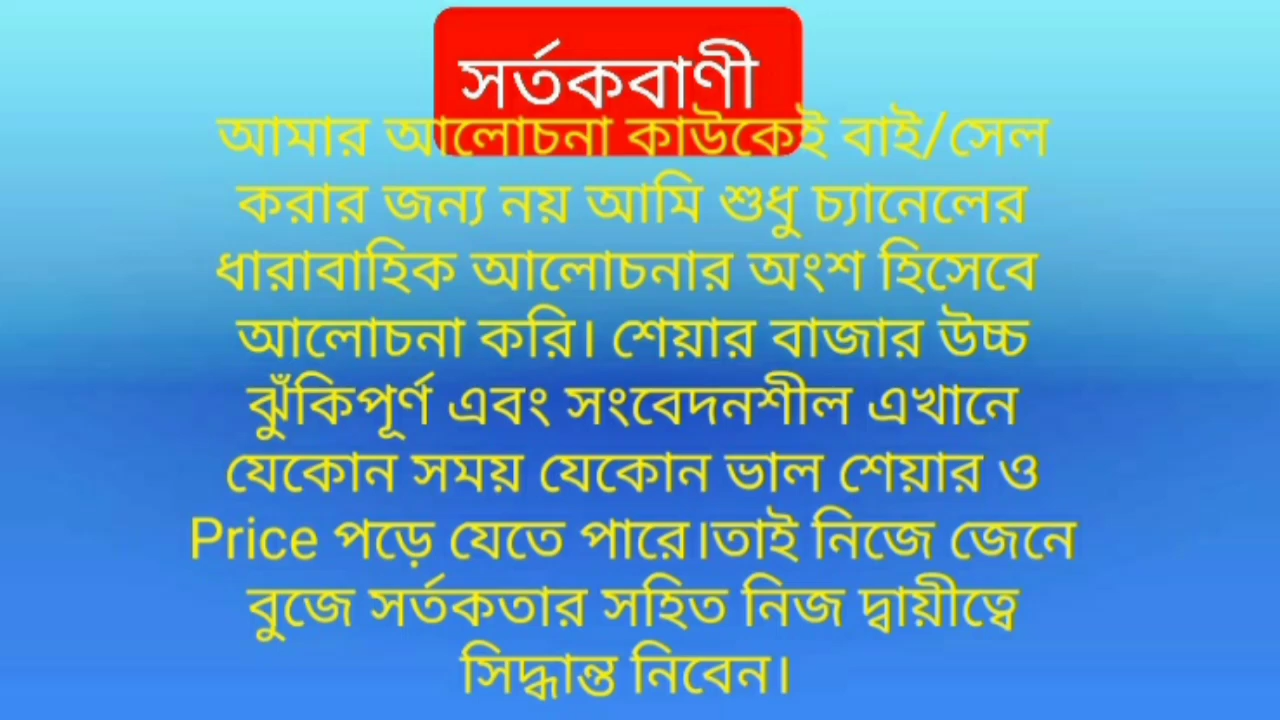 সর্তকবাণী
আমার আলোচনা কাউকেই বাই/সেল
করার জন্য নয় আমি শুধু চ্যানেলের
ধারাবাহিক আলোচনার অংশ হিসেবে
আলোচনা করি। শেয়ার বাজার উচ্চ
ঝুঁকিপূর্ণ এবং সংবেদনশীল এখানে
যেকোন সময় যেকোন ভাল শেয়ার ও
Price পড়ে যেতে পারে।তাই নিজে জেনে
বুজে সর্তকতার সহিত নিজ দ্বায়ীত্বে
সিদ্ধান্ত নিবেন।